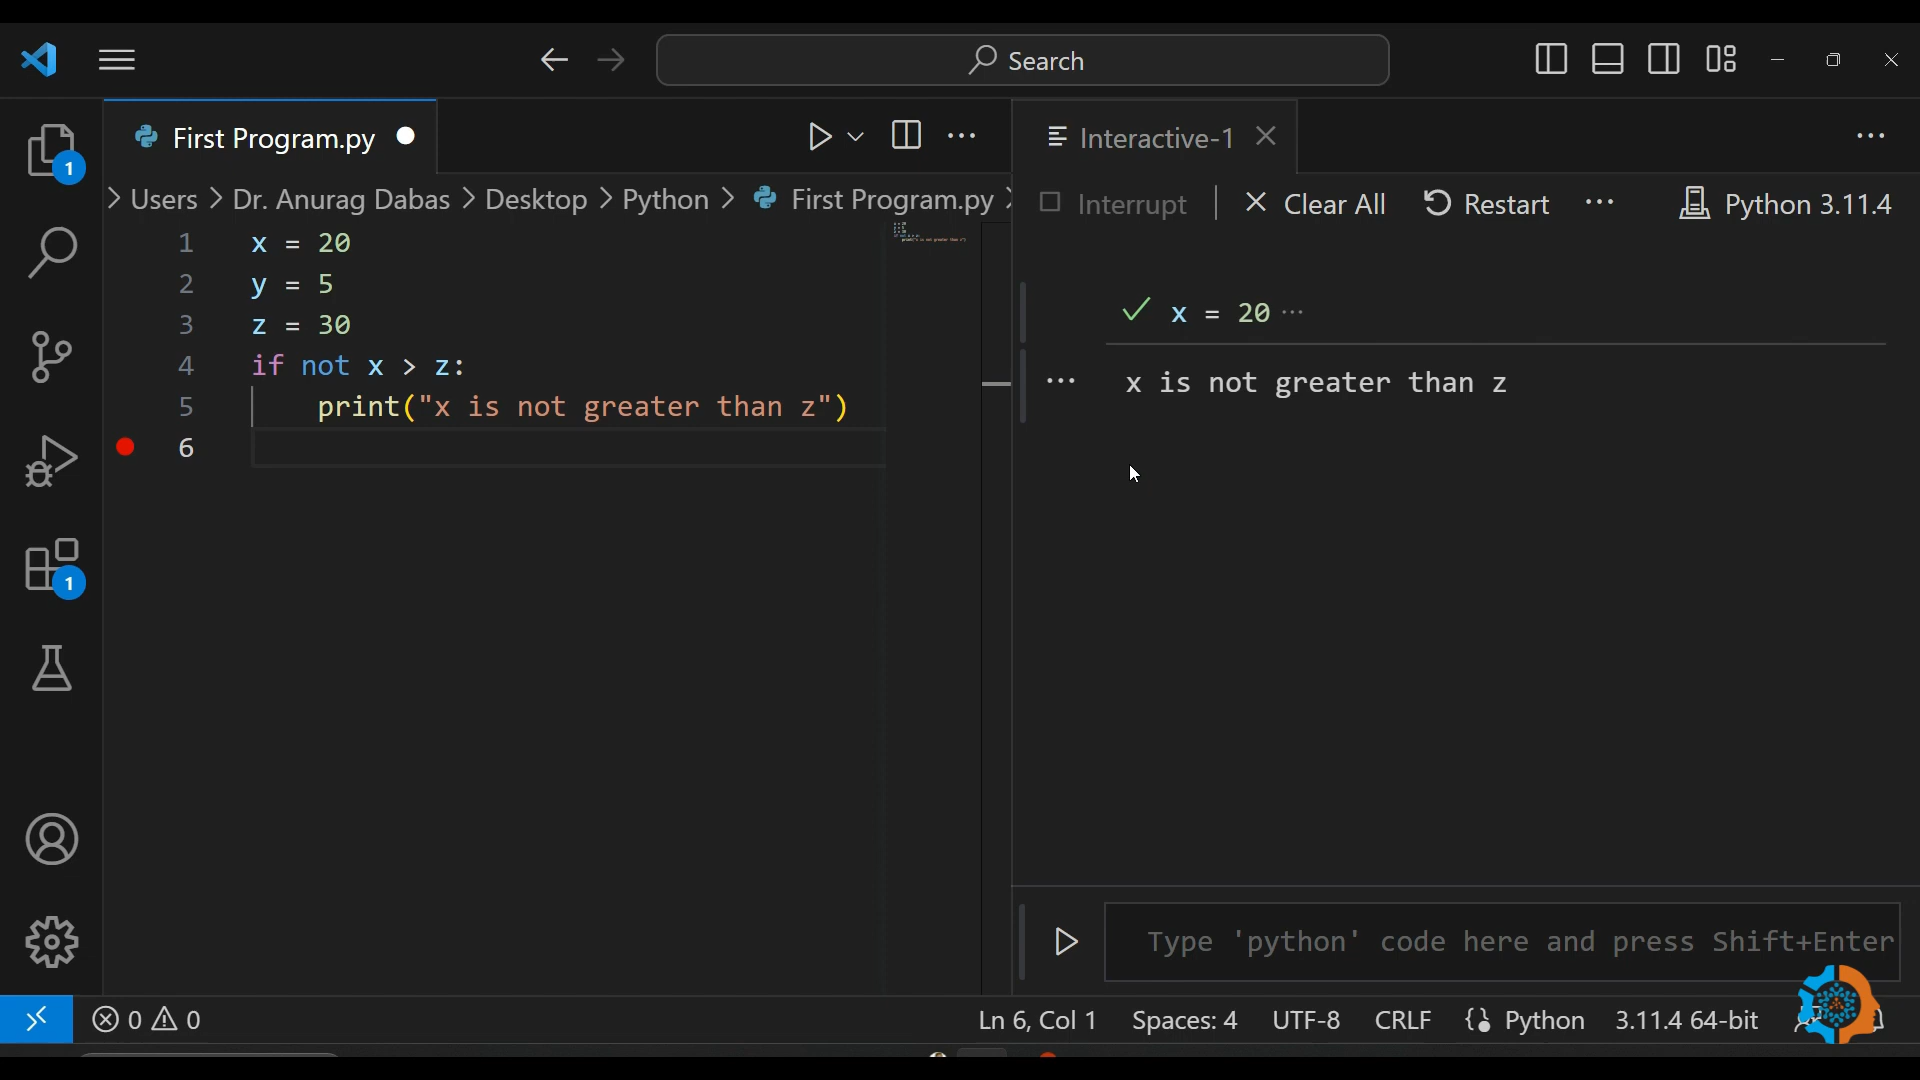 Search
First Program.py
Interactive-1
> Users > Dr. Anurag Dabas > Desktop > Python > First Program.py >
Interrupt | Clear All Restart ... Python 3.11.4
1 x = 20
2 y = 5
3 z = 30
4 if not x > z:
5 print("x is not greater than z")
6
x = 20 ...
... x is not greater than z
1
1
Type 'python' code here and press Shift+Enter
0 0
Ln 6, Col 1 Spaces: 4 UTF-8 CRLF Python 3.11.4 64-bit